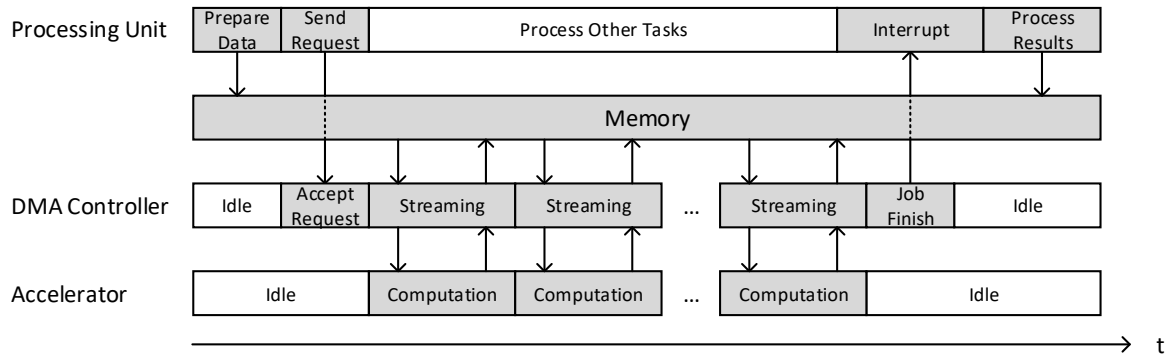 Processing Unit
Prepare
Data
Send
Request
Process Other Tasks
Interrupt
Process
Results
Memory
DMA Controller
Idle
Accept
Request
Streaming
Streaming
...
Streaming
Job
Finish
Idle
Accelerator
Idle
Computation
Computation
...
Computation
Idle
t